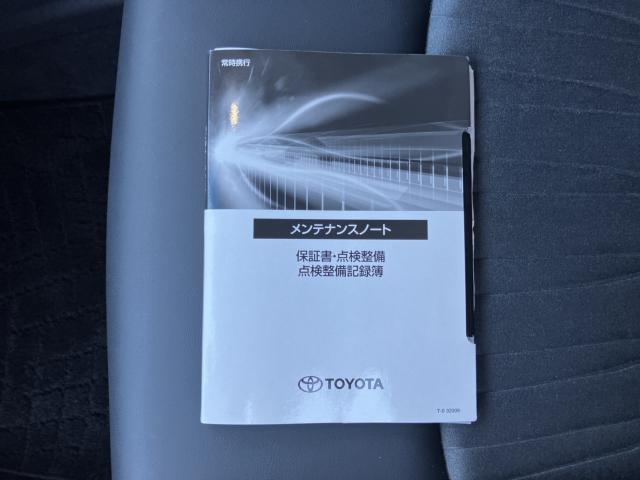 常時携行
メンテナンスノート
保証書・点検整備
点検整備記録簿
TOYOTA